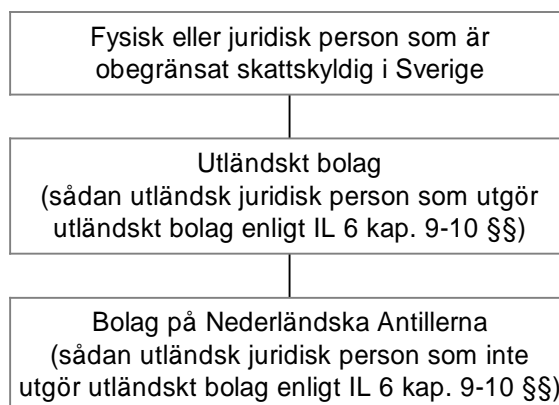 Fysisk eller juridisk person som är
obegränsat skattskyldig i Sverige
Utländskt bolag
(sådan utländsk juridisk person som utgör
utländskt bolag enligt IL 6 kap. 9-10 §§)
Bolag på Nederländska Antillerna
(sådan utländsk juridisk person som inte
utgör utländskt bolag enligt IL 6 kap. 9-10 §§)